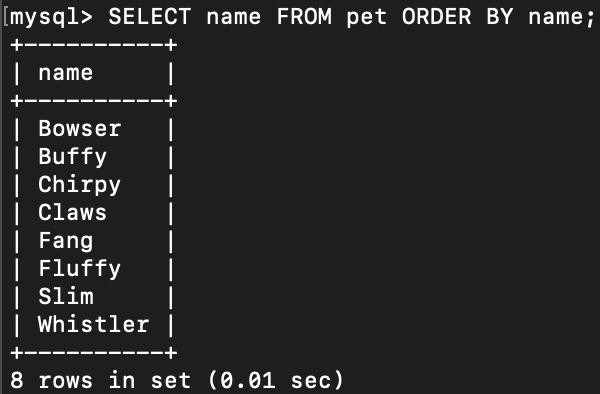 [mysql> SELECT name FROM pet ORDER BY name;
+----------+
| name     |
+----------+
| Bowser   |
| Buffy    |
| Chirpy   |
| Claws    |
| Fang     |
| Fluffy   |
| Slim     |
| Whistler |
+----------+
8 rows in set (0.01 sec)